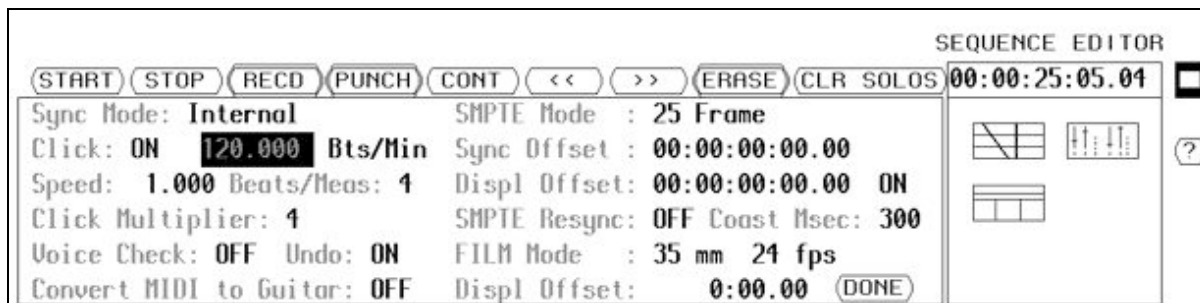 SEQUENCE EDITOR
START STOP RECD PUNCH CONT << >> ERASE CLR SOLOS 00:00:25:05.04
Sync Mode: Internal SMPTE Mode : 25 Frame
Click: ON 120.000 Bts/Min Sync Offset : 00:00:00:00.00
?
Speed: 1.000 Beats/Meas: 4 Displ Offset: 00:00:00:00.00 ON
Click Multiplier: 4 SMPTE Resync: OFF Coast Msec: 300
Voice Check: OFF Undo: ON FILM Mode : 35 mm 24 fps
Convert MIDI to Guitar: OFF Displ Offset: 0:00.00 DONE